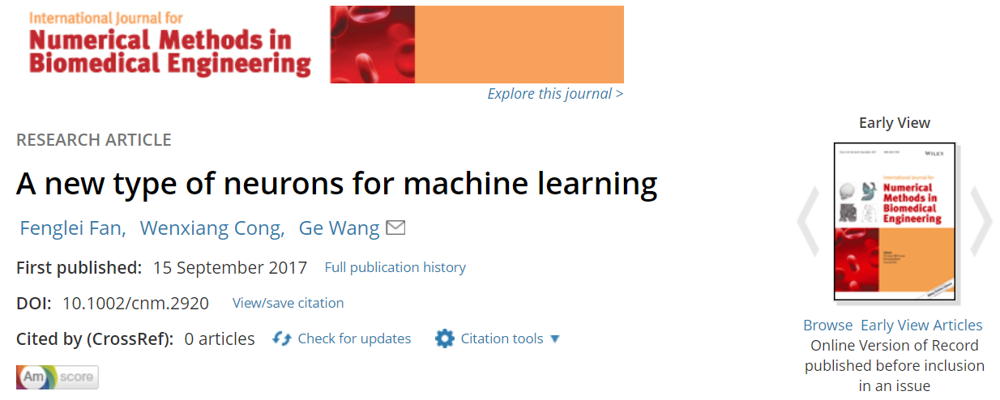 International Journal for
Numerical Methods in
Biomedical Engineering
Explore this journal >
RESEARCH ARTICLE
A new type of neurons for machine learning
Fenglei Fan, Wenxiang Cong, Ge Wang
First published: 15 September 2017 Full publication history
DOI: 10.1002/cnm.2920 View/save citation
Cited by (CrossRef): 0 articles Check for updates Citation tools ▼
Am score
Early View
WILEY
International Journal for
Numerical
Methods in
Biomedical
Engineering
Browse Early View Articles
Online Version of Record
published before inclusion
in an issue